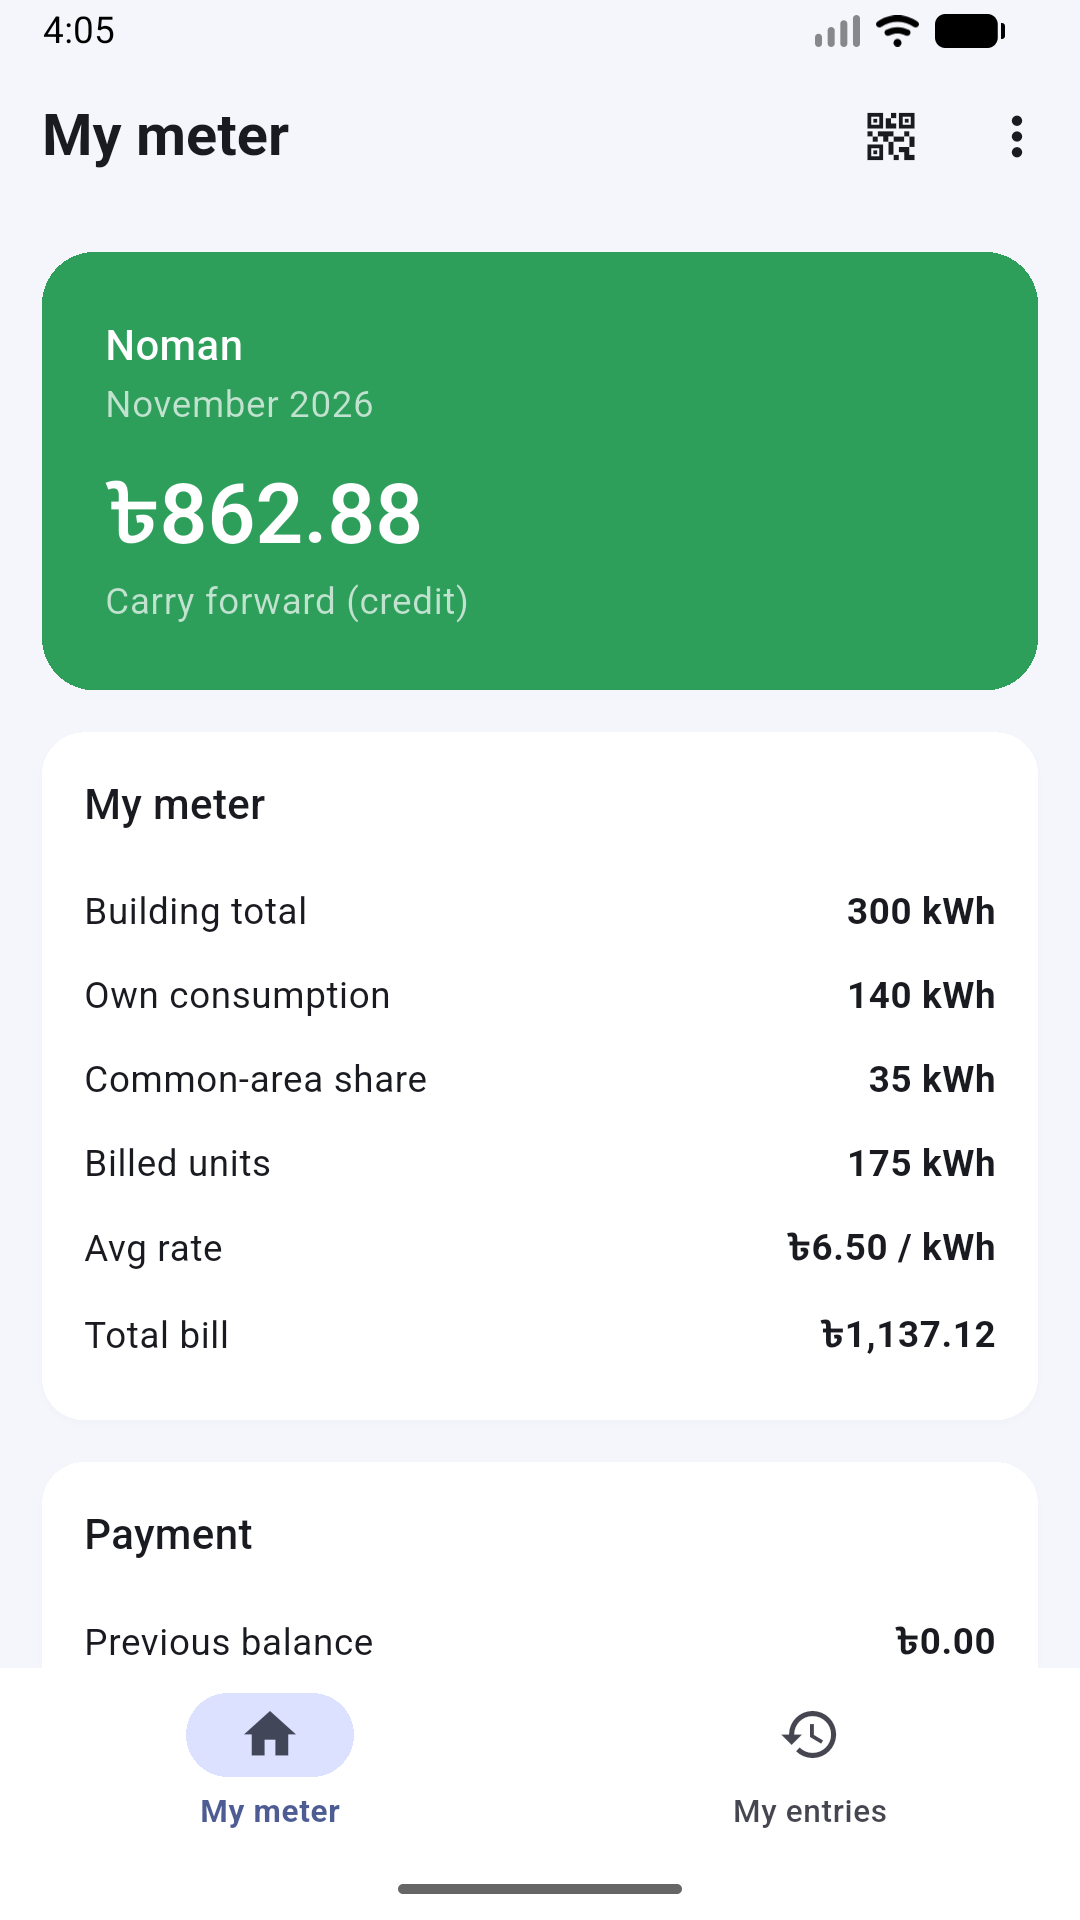 4:05
My meter
Noman
November 2026
৳862.88
Carry forward (credit)
My meter
Building total 300 kWh
Own consumption 140 kWh
Common-area share 35 kWh
Billed units 175 kWh
Avg rate ৳6.50 / kWh
Total bill ৳1,137.12
Payment
Previous balance ৳0.00
My meter My entries